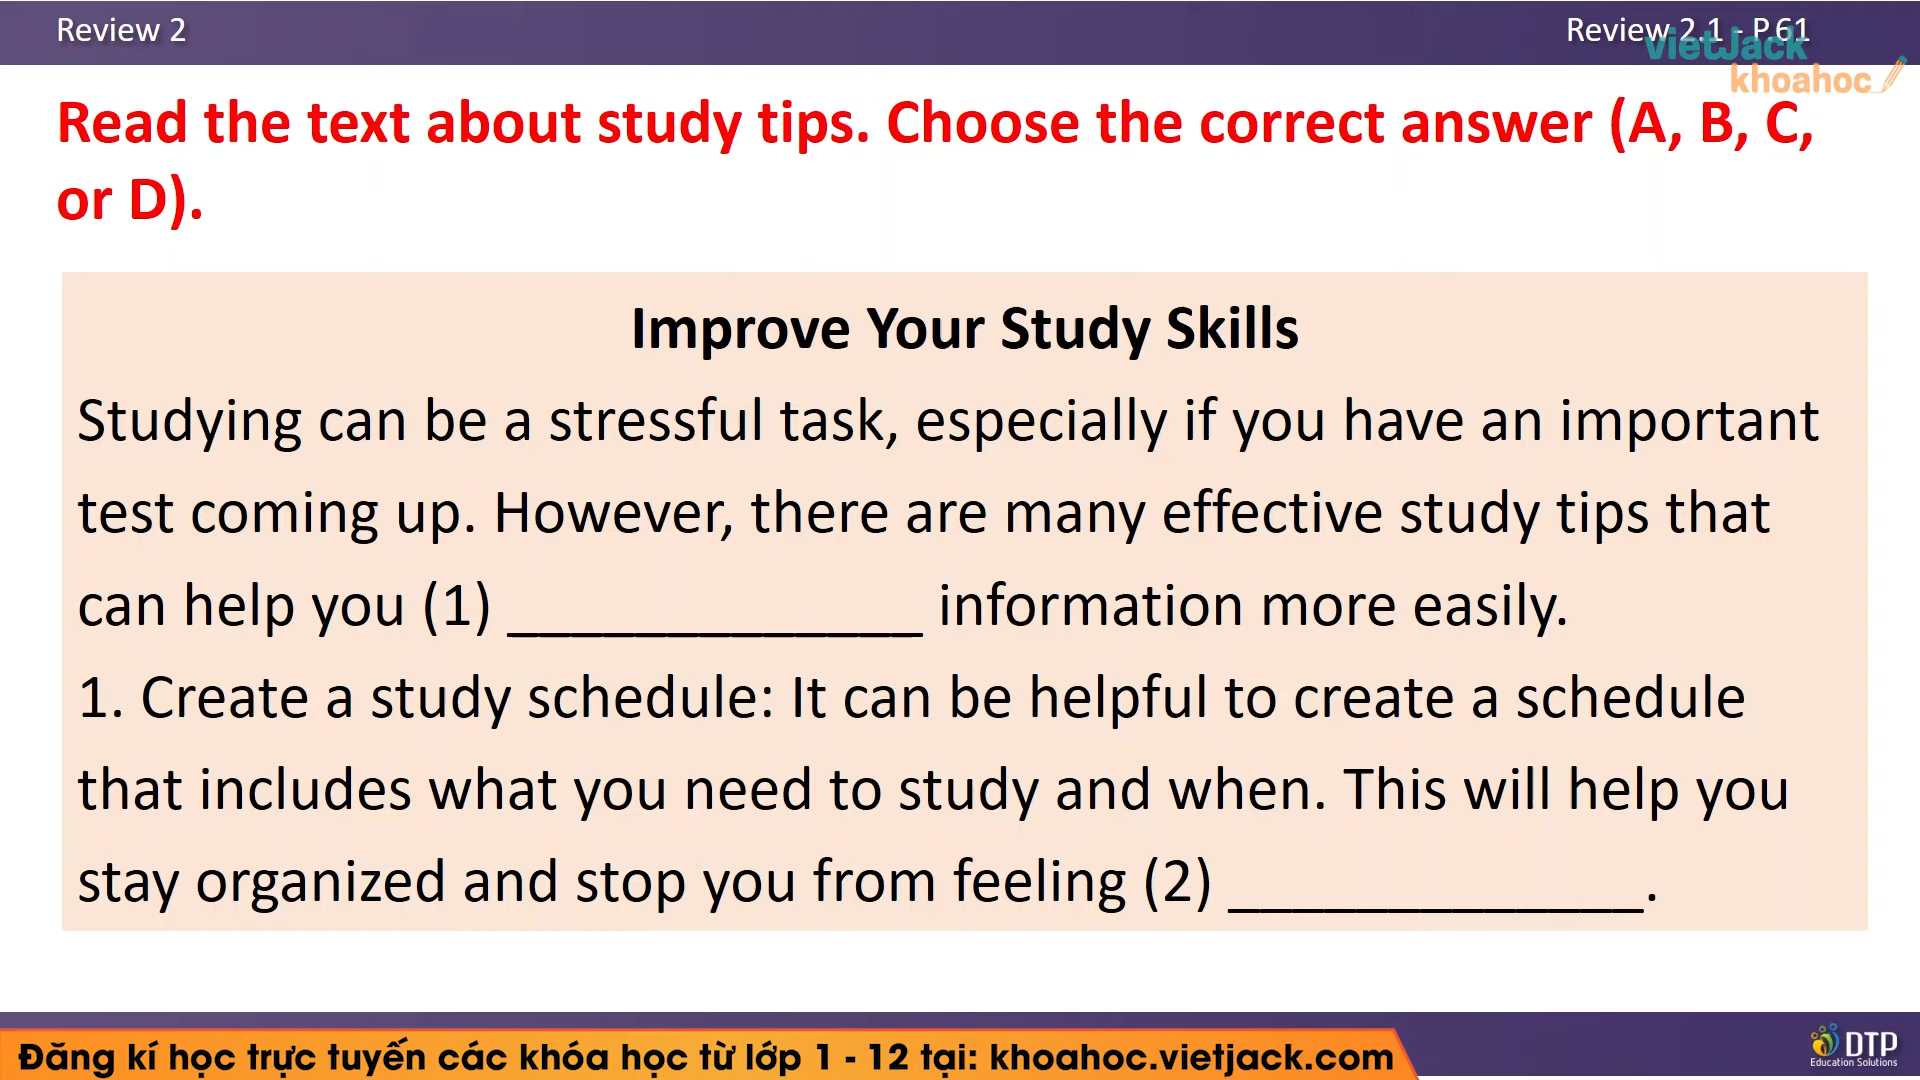 Review 2
Review 2.1 - P.61
vietJack
khoahoc
Read the text about study tips. Choose the correct answer (A, B, C,
or D).
Improve Your Study Skills
Studying can be a stressful task, especially if you have an important
test coming up. However, there are many effective study tips that
can help you (1) _____________ information more easily.
1. Create a study schedule: It can be helpful to create a schedule
that includes what you need to study and when. This will help you
stay organized and stop you from feeling (2) _____________.
Đăng kí học trực tuyến các khóa học từ lớp 1 - 12 tại: khoahoc.vietjack.com
DTP
Education Solutions